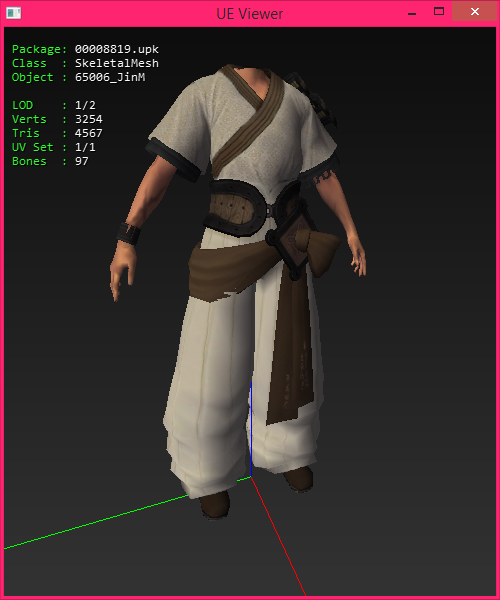 UE Viewer
Package: 00008819.upk
Class  : SkeletalMesh
Object : 65006_JinM
LOD    : 1/2
Verts  : 3254
Tris   : 4567
UV Set : 1/1
Bones  : 97